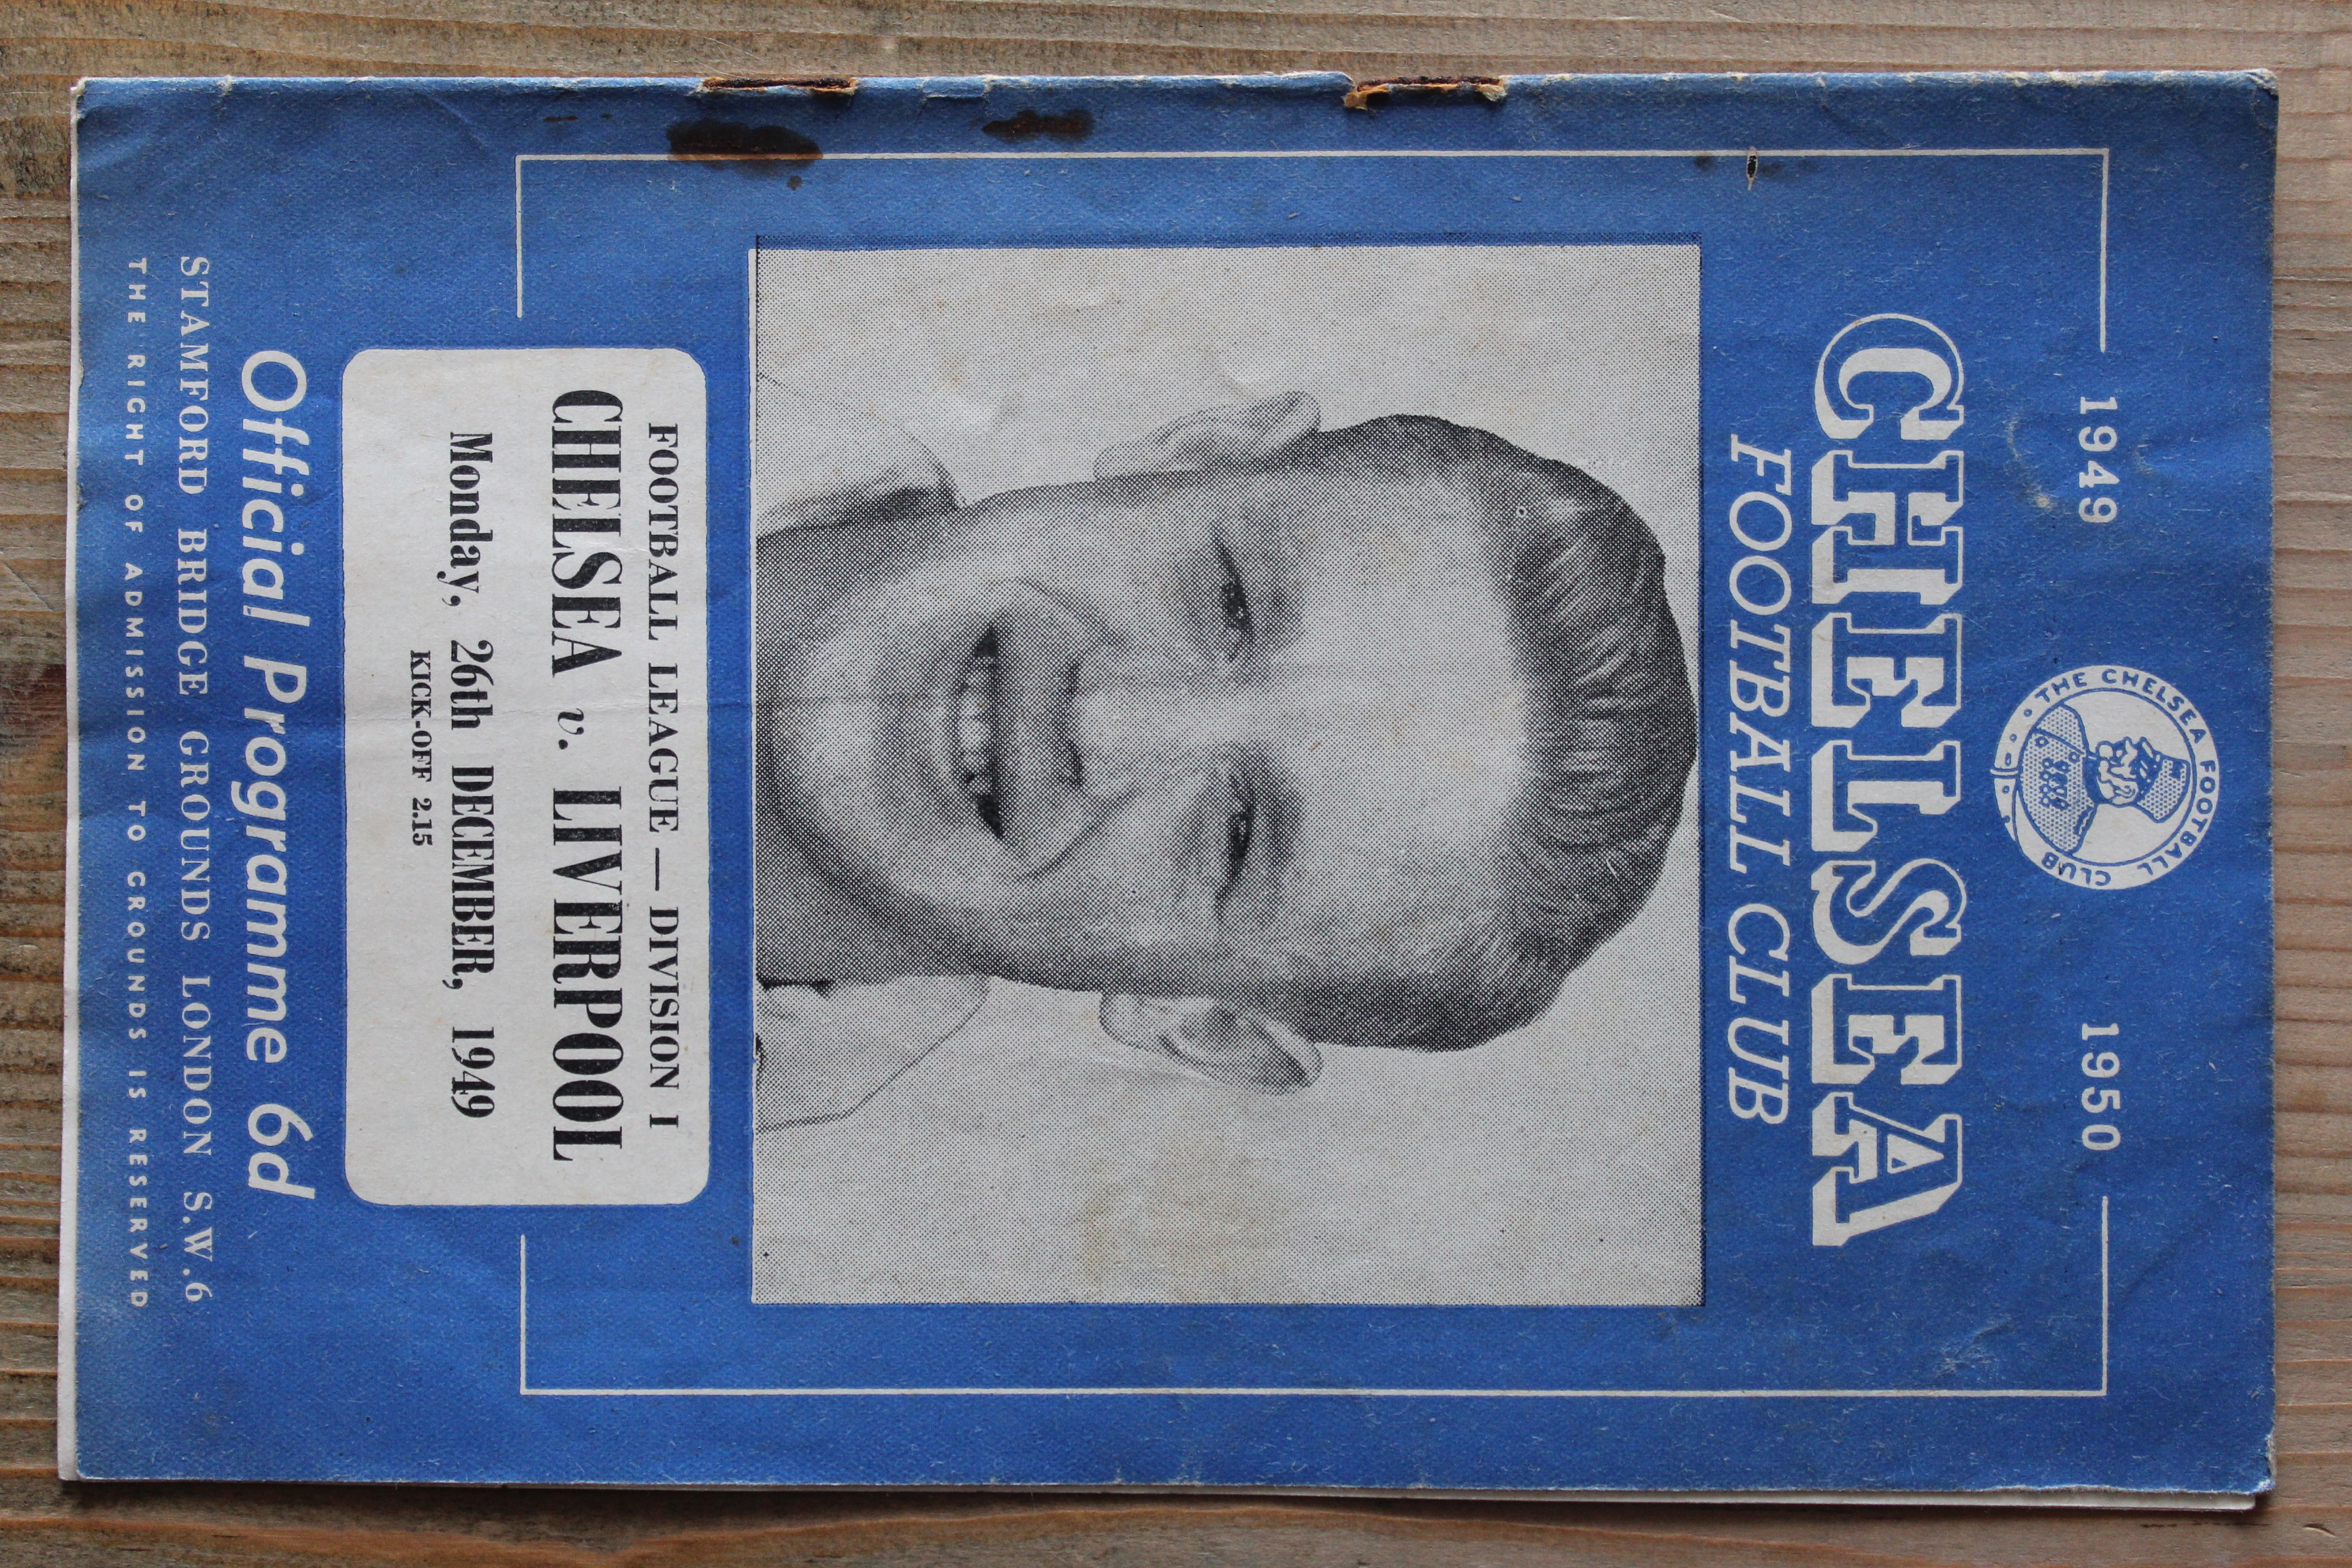 THE CHELSEA FOOTBALL CLUB
1949 1950
CHELSEA
FOOTBALL CLUB
FOOTBALL LEAGUE — DIVISION I
CHELSEA v. LIVERPOOL
Monday, 26th DECEMBER, 1949
KICK-OFF 2.15
Official Programme 6d
STAMFORD BRIDGE GROUNDS LONDON S.W.6
THE RIGHT OF ADMISSION TO GROUNDS IS RESERVED